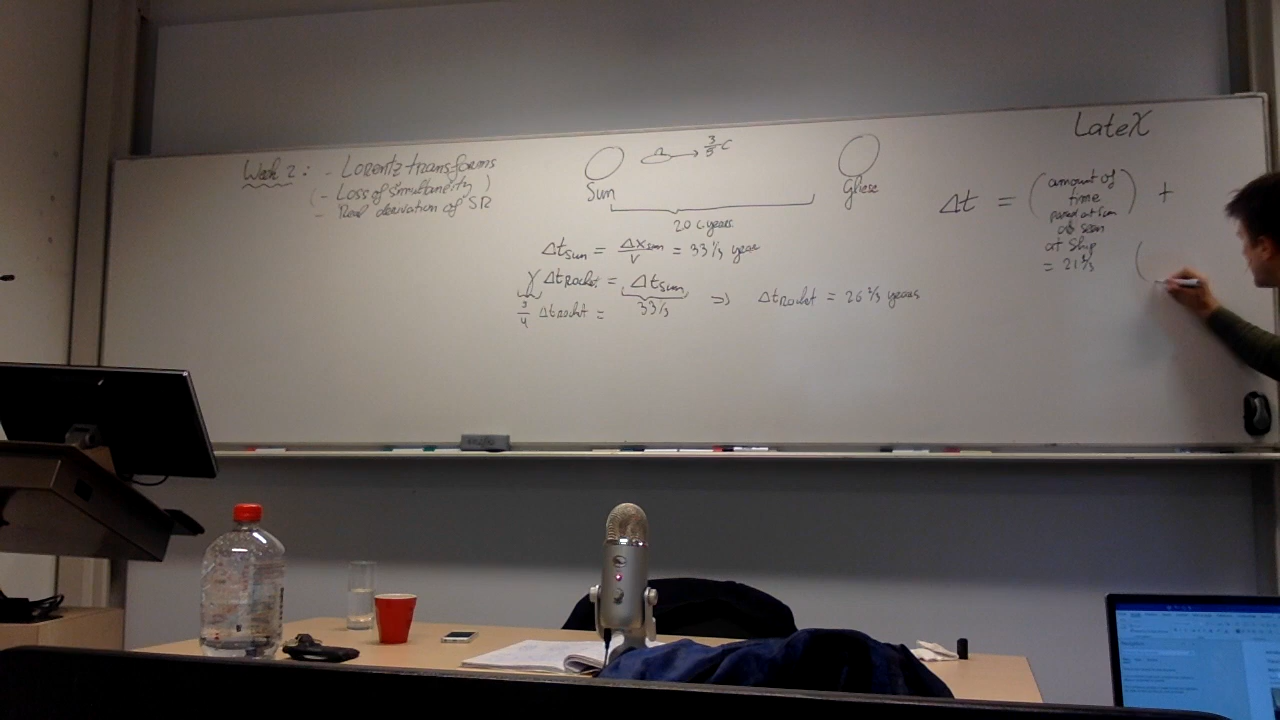 Week 2: - Lorentz transforms
( - Loss of simultaneity )
- Real derivation of SR
3/5 C
Sun
Gliese
20 c years
Δt_sun = Δx_sun / v = 33 1/3 year
γ Δt_Rocket = Δt_sun
3/4 Δt_rocket = 33 1/3 ⇒ Δt_Rocket = 26 2/3 years
LateX
Δt = ( amount of
time
passed at Sun
as seen
at ship
= 21 1/3 ) +
(